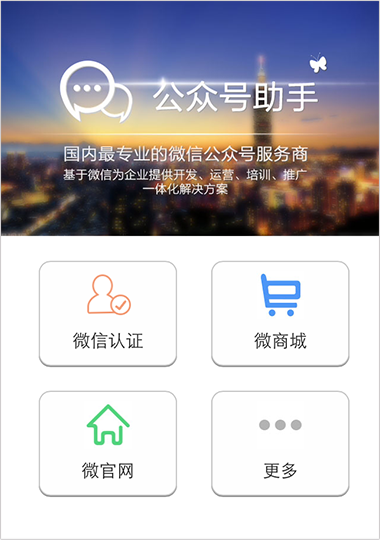 公众号助手
国内最专业的微信公众号服务商
基于微信为企业提供开发、运营、培训、推广
一体化解决方案
微信认证
微商城
微官网
更多